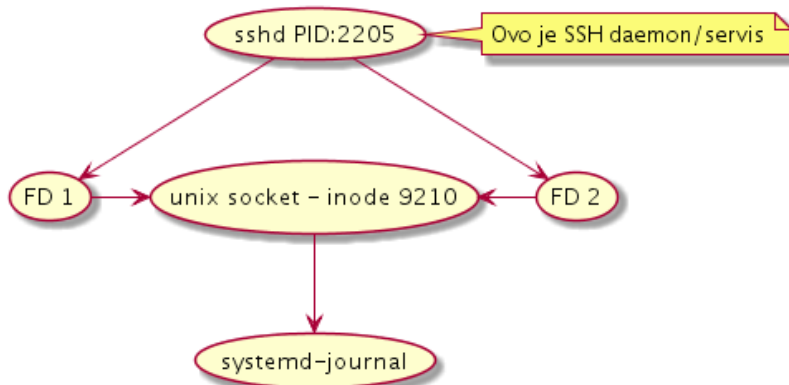 sshd PID:2205
Ovo je SSH daemon/servis
FD 1
unix socket - inode 9210
FD 2
systemd-journal